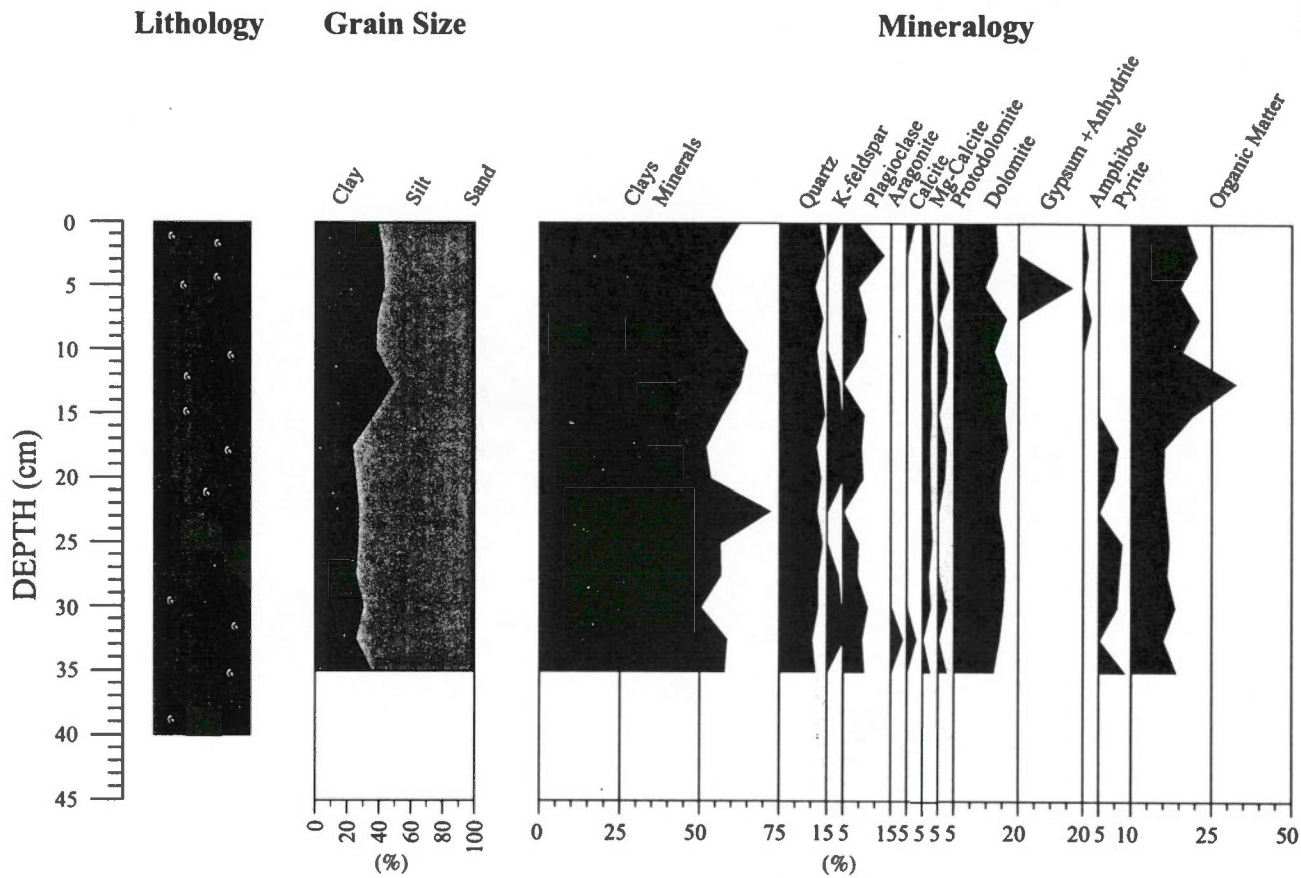 Lithology Grain Size Mineralogy
Clay Silt Sand Clays Minerals Quartz K-feldspar Plagioclase Aragonite Calcite Mg-Calcite Protodolomite Dolomite Gypsum +Anhydrite Amphibole Pyrite Organic Matter
DEPTH (cm)
0
5
10
15
20
25
30
35
40
45
0 20 40 60 80 100 0 25 50 75 15 5 15 5 5 5 5 20 20 5 10 25 50
(%) (%)